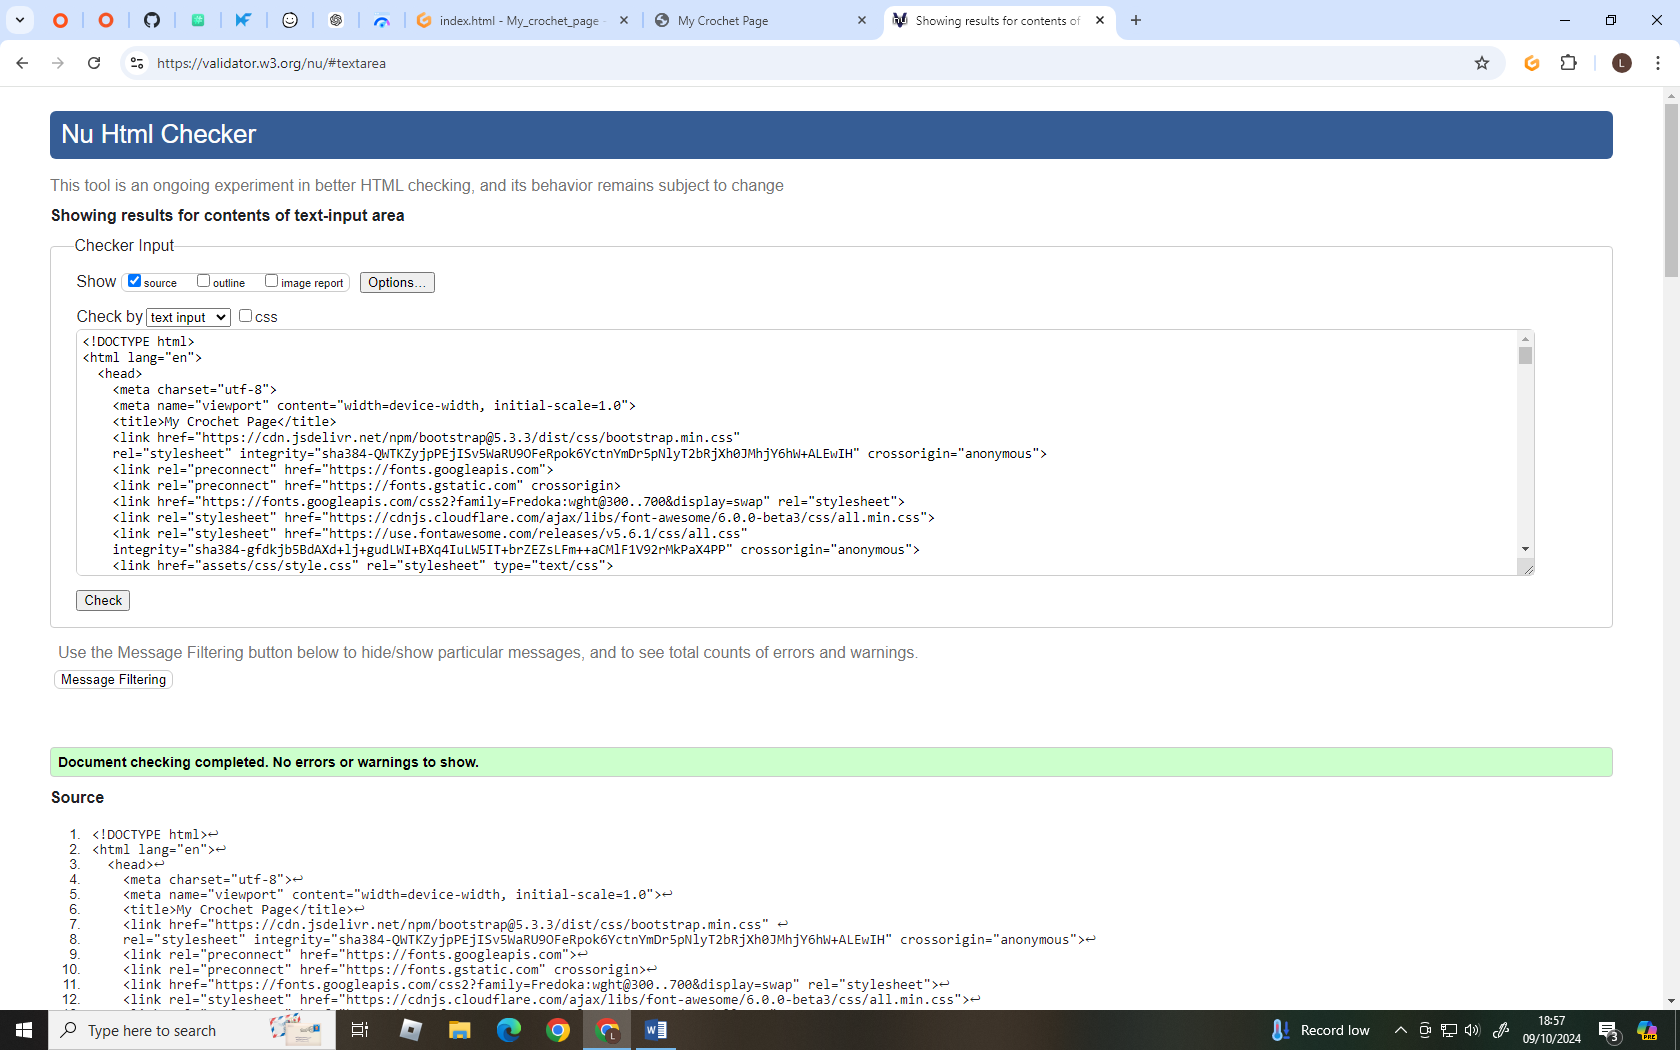 index.html - My_crochet_page -
My Crochet Page
Showing results for contents of
https://validator.w3.org/nu/#textarea
L
Nu Html Checker
This tool is an ongoing experiment in better HTML checking, and its behavior remains subject to change
Showing results for contents of text-input area
Checker Input
Show source outline image report Options...
Check by text input css
<!DOCTYPE html>
<html lang="en">
<head>
<meta charset="utf-8">
<meta name="viewport" content="width=device-width, initial-scale=1.0">
<title>My Crochet Page</title>
<link href="https://cdn.jsdelivr.net/npm/bootstrap@5.3.3/dist/css/bootstrap.min.css"
rel="stylesheet" integrity="sha384-QWTKZyjpPEjISv5WaRU9OFeRpok6YctnYmDr5pNlyT2bRjXh0JMhjY6hW+ALEwIH" crossorigin="anonymous">
<link rel="preconnect" href="https://fonts.googleapis.com">
<link rel="preconnect" href="https://fonts.gstatic.com" crossorigin>
<link href="https://fonts.googleapis.com/css2?family=Fredoka:wght@300..700&display=swap" rel="stylesheet">
<link rel="stylesheet" href="https://cdnjs.cloudflare.com/ajax/libs/font-awesome/6.0.0-beta3/css/all.min.css">
<link rel="stylesheet" href="https://use.fontawesome.com/releases/v5.6.1/css/all.css"
integrity="sha384-gfdkjb5BdAXd+lj+gudLWI+BXq4IuLW5IT+brZEZsLFm++aCMlF1V92rMkPaX4PP" crossorigin="anonymous">
<link href="assets/css/style.css" rel="stylesheet" type="text/css">
Check
Use the Message Filtering button below to hide/show particular messages, and to see total counts of errors and warnings.
Message Filtering
Document checking completed. No errors or warnings to show.
Source
1. <!DOCTYPE html>↩
2. <html lang="en">↩
3. <head>↩
4. <meta charset="utf-8">↩
5. <meta name="viewport" content="width=device-width, initial-scale=1.0">↩
6. <title>My Crochet Page</title>↩
7. <link href="https://cdn.jsdelivr.net/npm/bootstrap@5.3.3/dist/css/bootstrap.min.css" ↩
8. rel="stylesheet" integrity="sha384-QWTKZyjpPEjISv5WaRU9OFeRpok6YctnYmDr5pNlyT2bRjXh0JMhjY6hW+ALEwIH" crossorigin="anonymous">↩
9. <link rel="preconnect" href="https://fonts.googleapis.com">↩
10. <link rel="preconnect" href="https://fonts.gstatic.com" crossorigin>↩
11. <link href="https://fonts.googleapis.com/css2?family=Fredoka:wght@300..700&display=swap" rel="stylesheet">↩
12. <link rel="stylesheet" href="https://cdnjs.cloudflare.com/ajax/libs/font-awesome/6.0.0-beta3/css/all.min.css">↩
Type here to search
Record low
18:57
09/10/2024
3